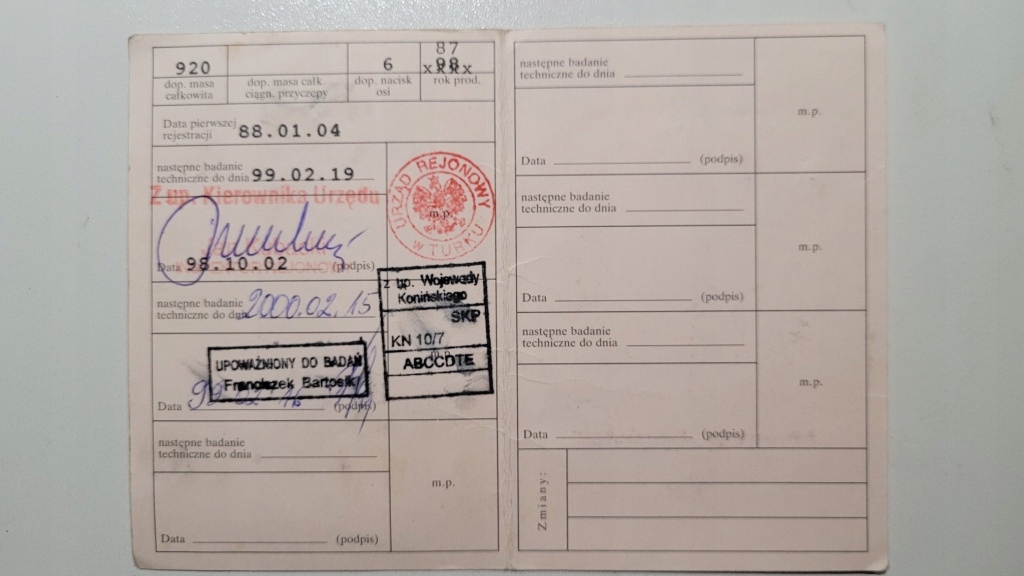 920
6
87
98
xxxx
dop. masa całkowita
dop. masa całk. ciągn. przyczepy
dop. nacisk osi
rok prod.
Data pierwszej rejestracji 88.01.04
następne badanie
techniczne do dnia 99.02.19
Z up. Kierownika Urzędu
URZĄD REJONOWY
w TURKU
m.p.
Data 98.10.02 (podpis)
następne badanie
techniczne do dnia 2000.02.15
z up. Wojewody
Konińskiego
SKP
KN 10/7
ABCCDTE
UPOWAŻNIONY DO BADAŃ
Franciszek Bartosik
Data 99 02 16 (podpis)
następne badanie
techniczne do dnia
m.p.
Data (podpis)
następne badanie
techniczne do dnia
m.p.
Data (podpis)
następne badanie
techniczne do dnia
m.p.
Data (podpis)
następne badanie
techniczne do dnia
m.p.
Data (podpis)
Zmiany: